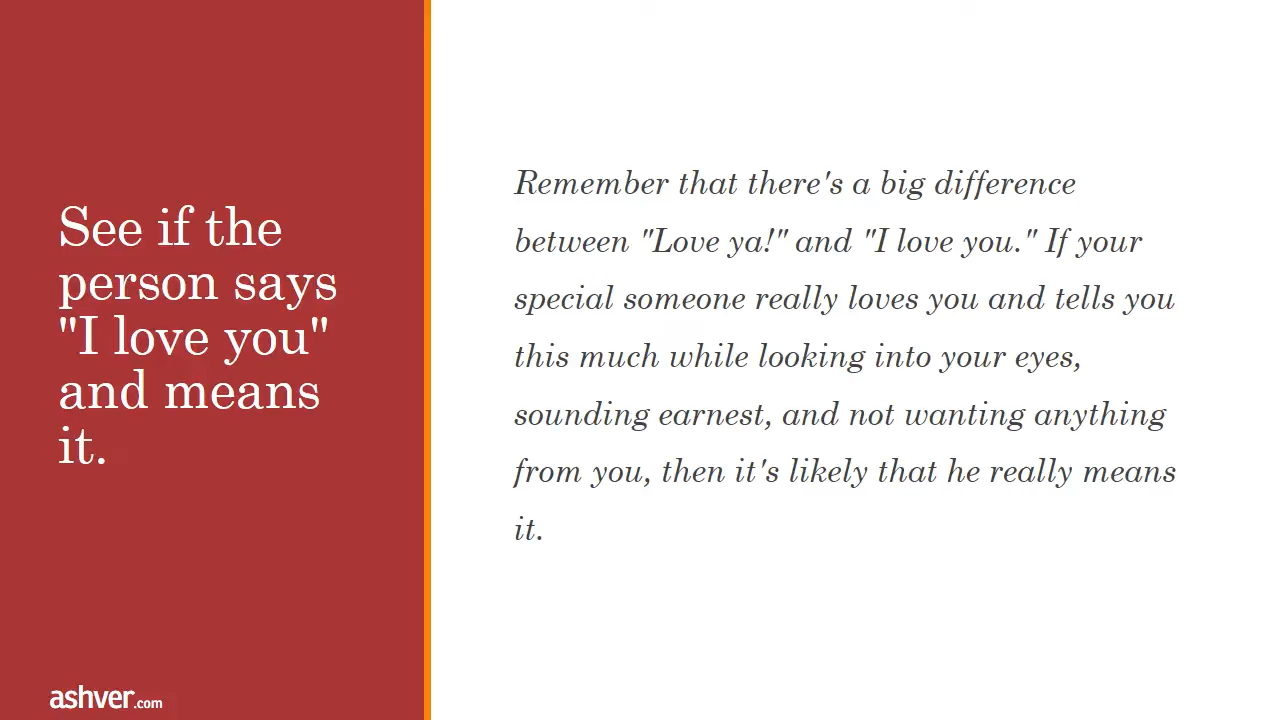 See if the
person says
"I love you"
and means
it.
Remember that there's a big difference
between "Love ya!" and "I love you." If your
special someone really loves you and tells you
this much while looking into your eyes,
sounding earnest, and not wanting anything
from you, then it's likely that he really means
it.
ashver.com